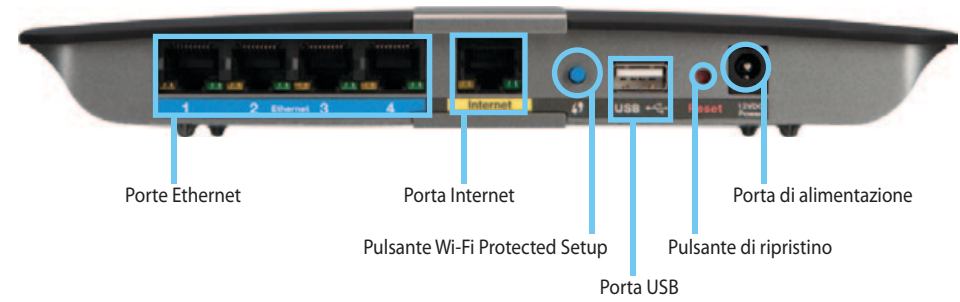 1 2 Ethernet 3 4
Internet
USB
Reset
12VDC
Power
Porte Ethernet
Porta Internet
Porta di alimentazione
Pulsante Wi-Fi Protected Setup
Pulsante di ripristino
Porta USB